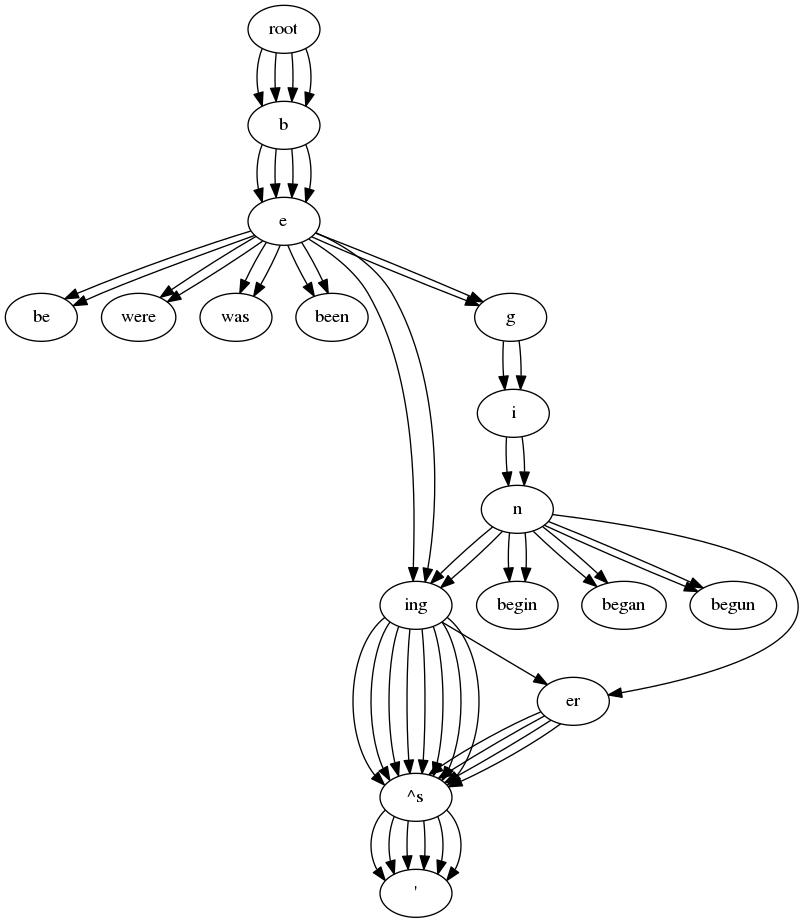 root
b
e
be were was been g
i
n
ing begin began begun
er
^s
'